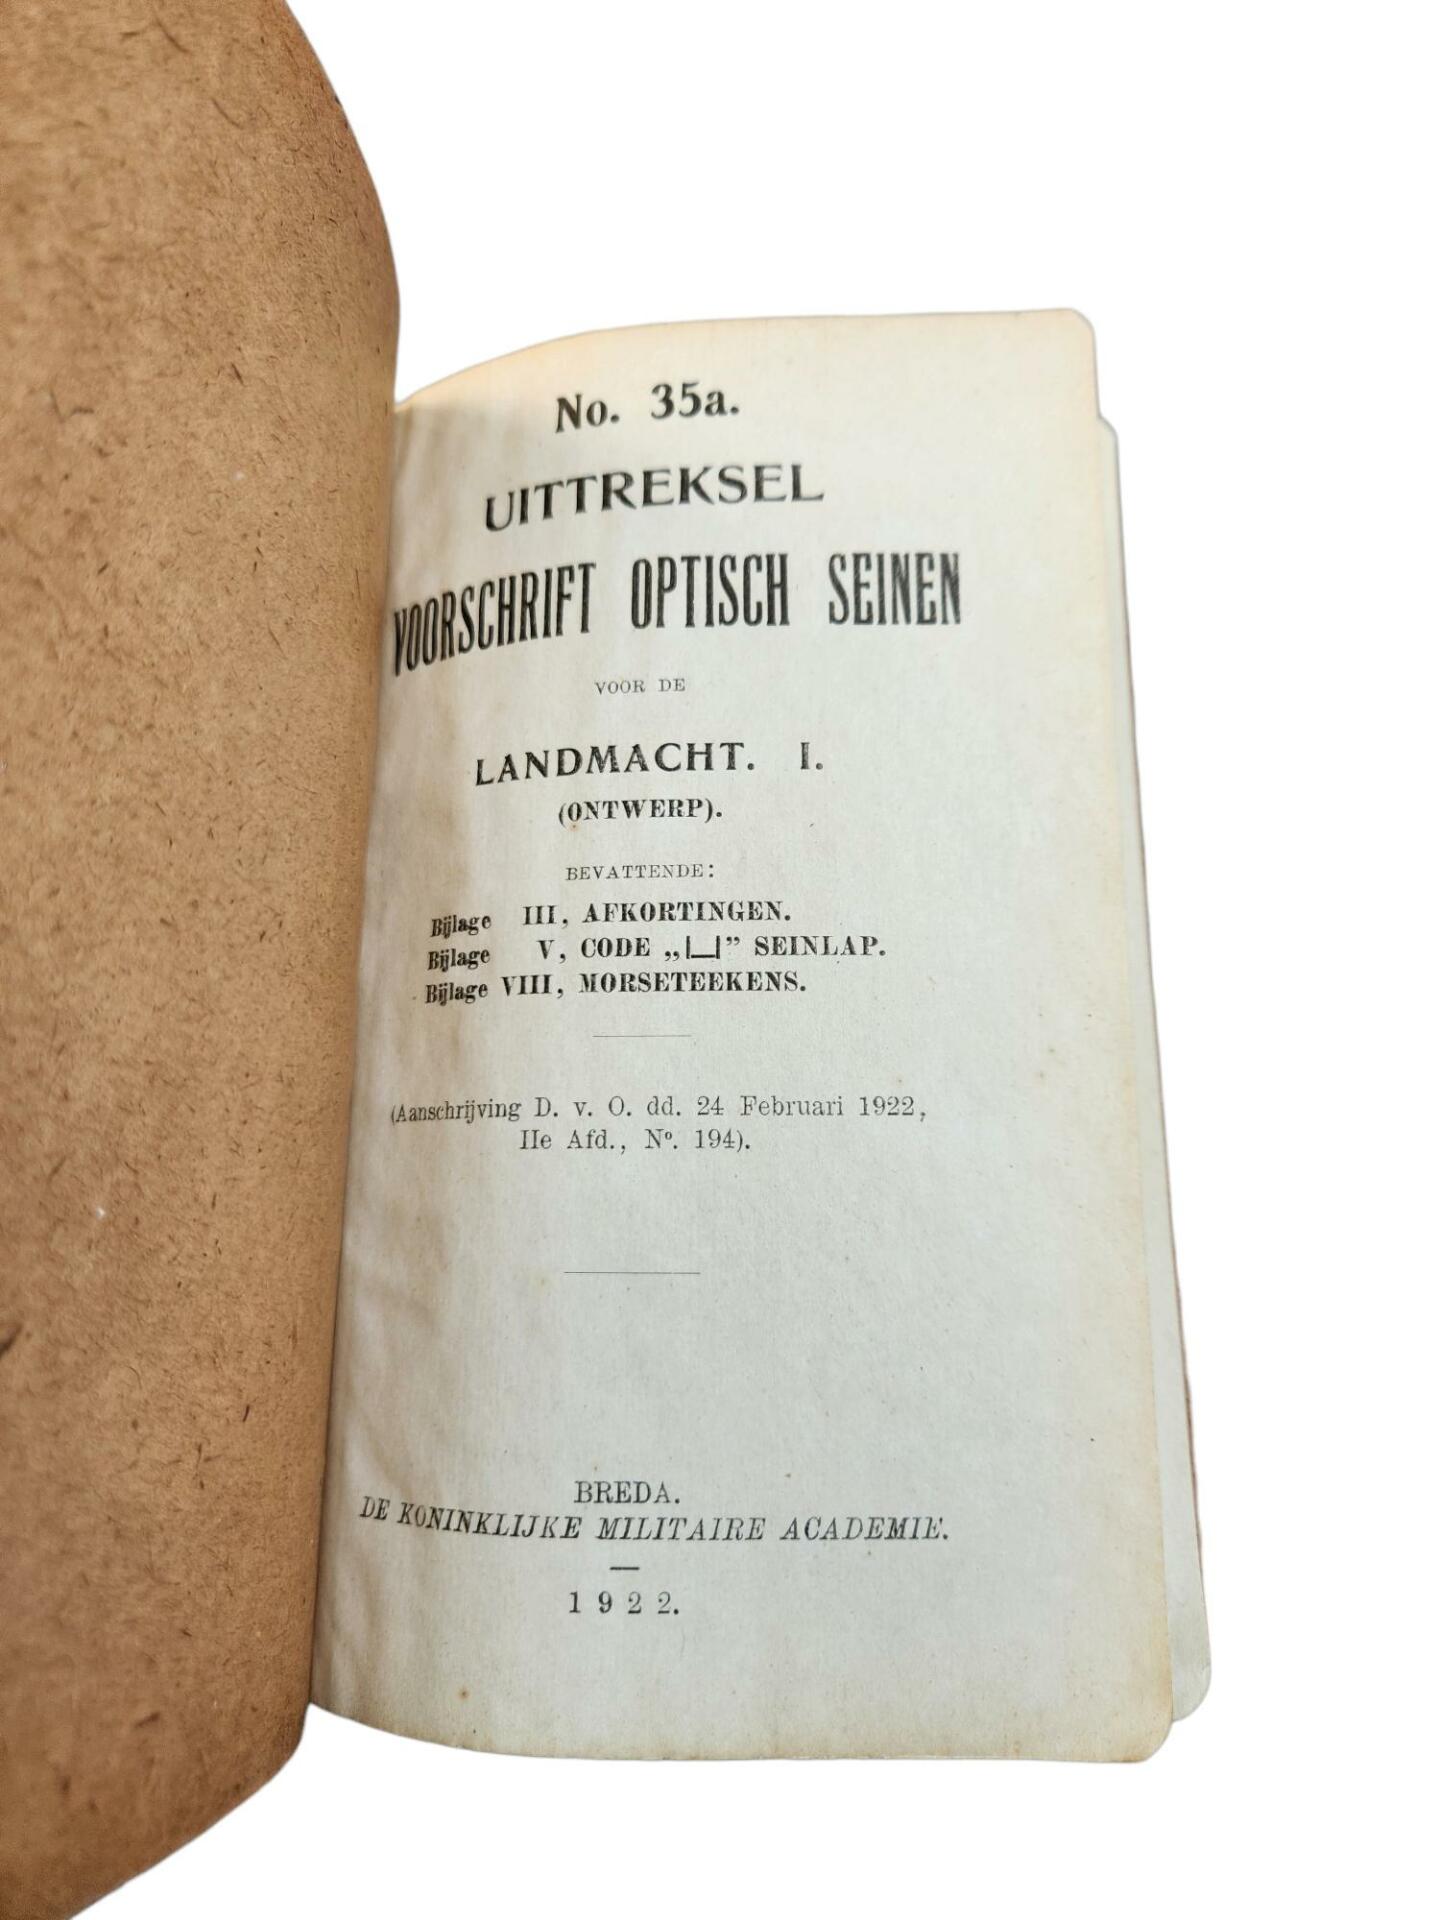 No. 35a.
UITTREKSEL
VOORSCHRIFT OPTISCH SEINEN
VOOR DE
LANDMACHT. I.
(ONTWERP).
BEVATTENDE:
Bijlage III, AFKORTINGEN.
Bijlage V, CODE „|⎵|” SEINLAP.
Bijlage VIII, MORSETEEKENS.
(Aanschrijving D. v. O. dd. 24 Februari 1922,
IIe Afd., Nº. 194).
BREDA.
DE KONINKLIJKE MILITAIRE ACADEMIE.
—
1922.